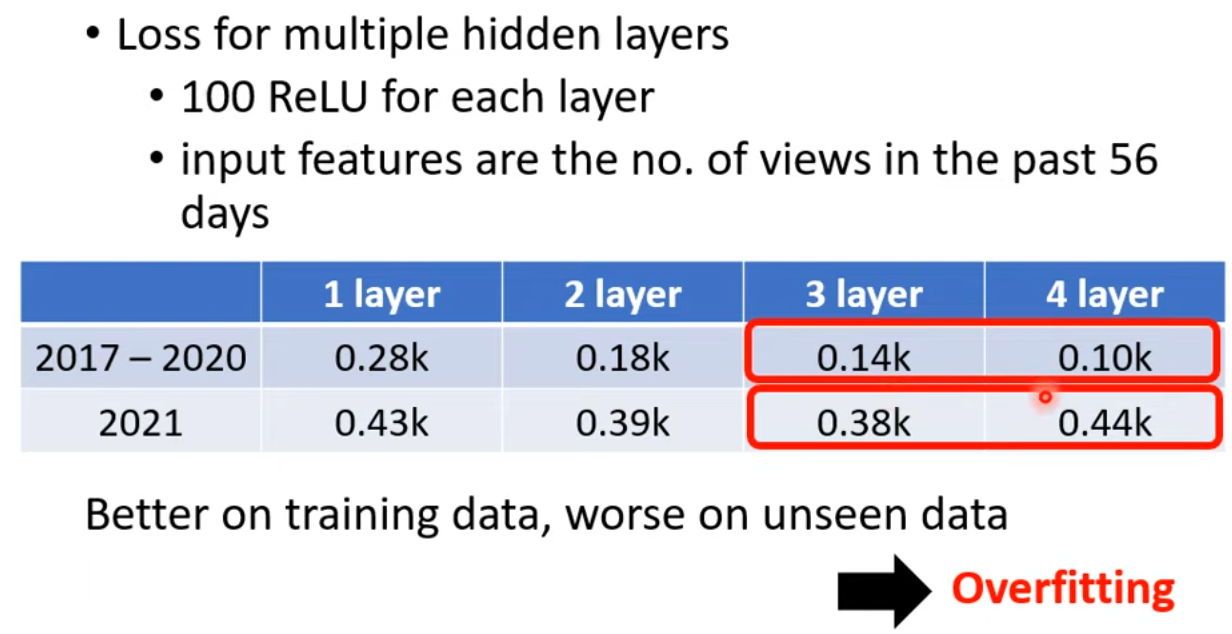 • Loss for multiple hidden layers
• 100 ReLU for each layer
• input features are the no. of views in the past 56
days
1 layer 2 layer 3 layer 4 layer
2017 – 2020 0.28k 0.18k 0.14k 0.10k
2021 0.43k 0.39k 0.38k 0.44k
Better on training data, worse on unseen data
Overfitting